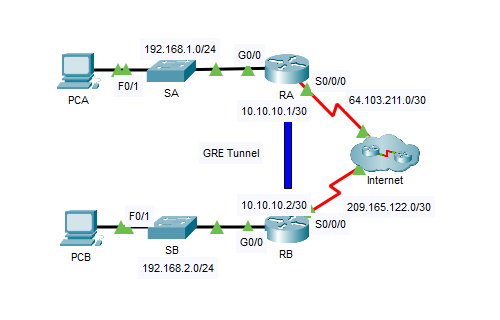 192.168.1.0/24
G0/0
PCA
F0/1
SA
RA
S0/0/0
64.103.211.0/30
10.10.10.1/30
GRE Tunnel
Internet
10.10.10.2/30
209.165.122.0/30
F0/1
S0/0/0
PCB
SB
G0/0
RB
192.168.2.0/24